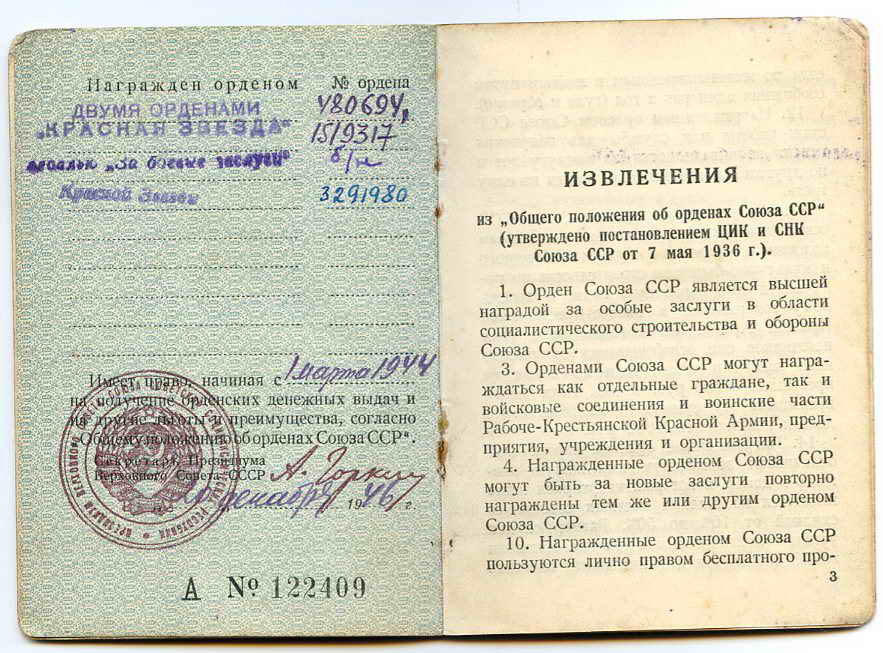 Награжден орденом № ордена
ДВУМЯ ОРДЕНАМИ 480694,
„КРАСНАЯ ЗВЕЗДА" 1519317
медалью „За боевые заслуги" б/н
Красной Звезды 3291980
Имеет право, начиная с 1 марта 1944
на получение орденских денежных выдач и
на другие льготы и преимущества, согласно
„Общему положению об орденах Союза ССР".
Секретарь Президиума
Верховного Совета СССР А. Горкин
декабря 1946 г.
А № 122409
ИЗВЛЕЧЕНИЯ
из „Общего положения об орденах Союза ССР"
(утверждено постановлением ЦИК и СНК
Союза ССР от 7 мая 1936 г.).
1. Орден Союза ССР является высшей
наградой за особые заслуги в области
социалистического строительства и обороны
Союза ССР.
3. Орденами Союза ССР могут награ-
ждаться как отдельные граждане, так и
войсковые соединения и воинские части
Рабоче-Крестьянской Красной Армии, пред-
приятия, учреждения и организации.
4. Награжденные орденом Союза ССР
могут быть за новые заслуги повторно
награждены тем же или другим орденом
Союза ССР.
10. Награжденные орденом Союза ССР
пользуются лично правом бесплатного про-
3